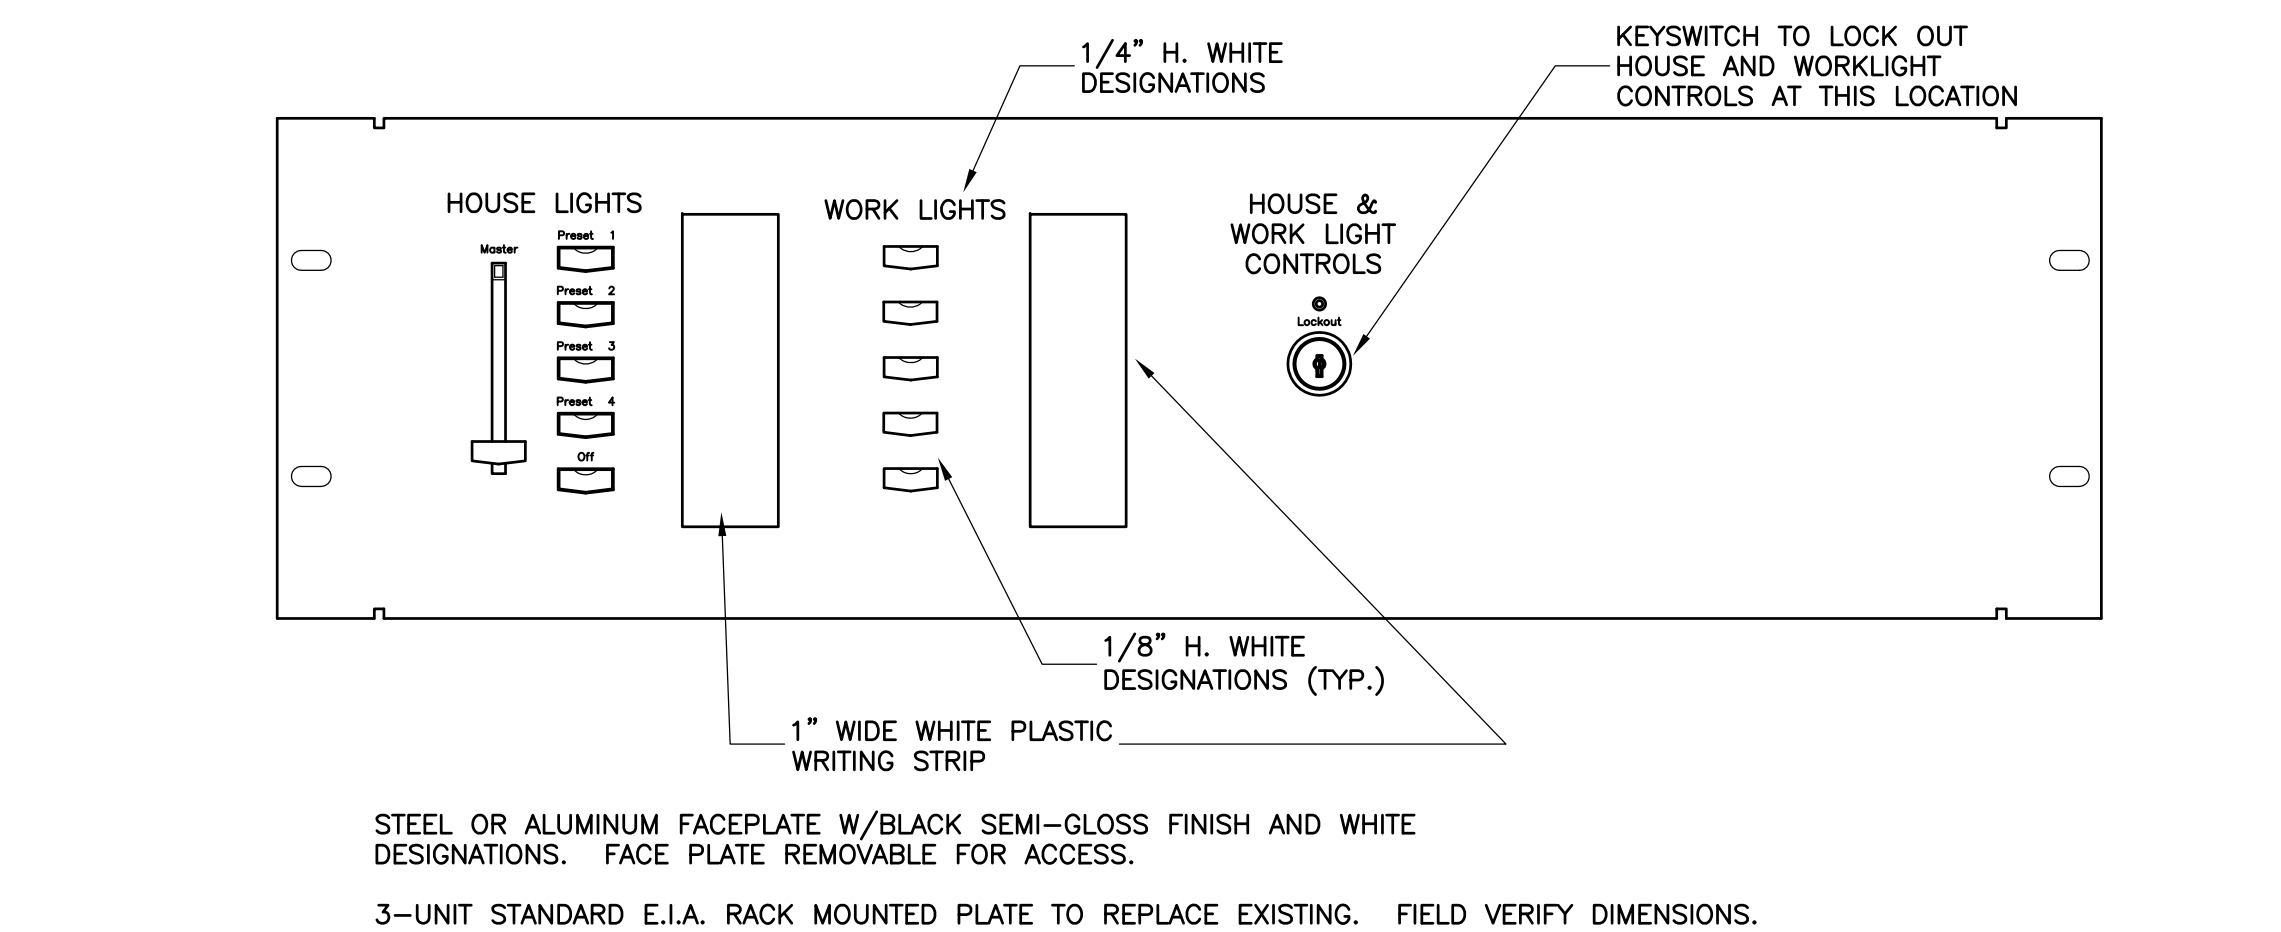 1/4” H. WHITE
DESIGNATIONS
KEYSWITCH TO LOCK OUT
HOUSE AND WORKLIGHT
CONTROLS AT THIS LOCATION
HOUSE LIGHTS
Master
Preset 1
Preset 2
Preset 3
Preset 4
Off
WORK LIGHTS
HOUSE &
WORK LIGHT
CONTROLS
Lockout
1/8” H. WHITE
DESIGNATIONS (TYP.)
1” WIDE WHITE PLASTIC
WRITING STRIP
STEEL OR ALUMINUM FACEPLATE W/BLACK SEMI-GLOSS FINISH AND WHITE
DESIGNATIONS. FACE PLATE REMOVABLE FOR ACCESS.
3-UNIT STANDARD E.I.A. RACK MOUNTED PLATE TO REPLACE EXISTING. FIELD VERIFY DIMENSIONS.